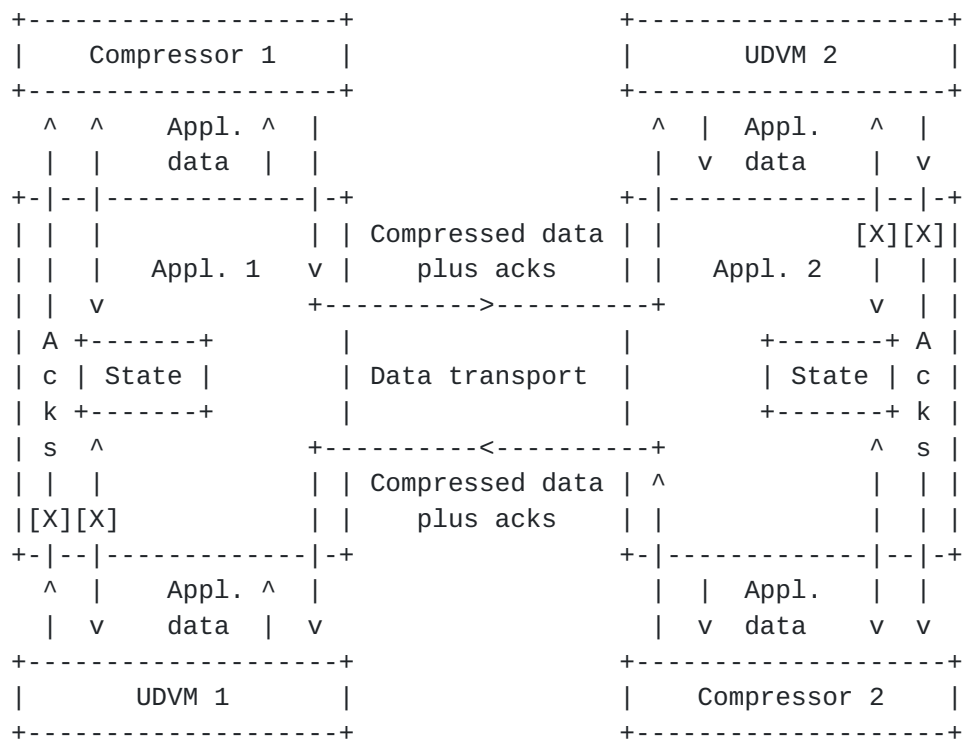 +--------------------+                 +--------------------+
|    Compressor 1    |                 |       UDVM 2       |
+--------------------+                 +--------------------+
  ^  ^    Appl. ^  |                     ^  |  Appl.   ^  |
  |  |    data  |  |                     |  v  data    |  v
+-|--|-------------|-+                 +-|-------------|--|-+
| |  |             | | Compressed data | |            [X][X]|
| |  |   Appl. 1   v |    plus acks    | |   Appl. 2   |  | |
| |  v             +---------->----------+             v  | |
| A +-------+        |                 |        +-------+ A |
| c | State |        | Data transport  |        | State | c |
| k +-------+        |                 |        +-------+ k |
| s  ^             +----------<----------+             ^  s |
| |  |             | | Compressed data | ^             |  | |
|[X][X]            | |    plus acks    | |             |  | |
+-|--|-------------|-+                 +-|-------------|--|-+
  ^  |    Appl. ^  |                     |  |  Appl.   |  |
  |  v    data  |  v                     |  v  data    v  v
+--------------------+                 +--------------------+
|       UDVM 1       |                 |    Compressor 2    |
+--------------------+                 +--------------------+